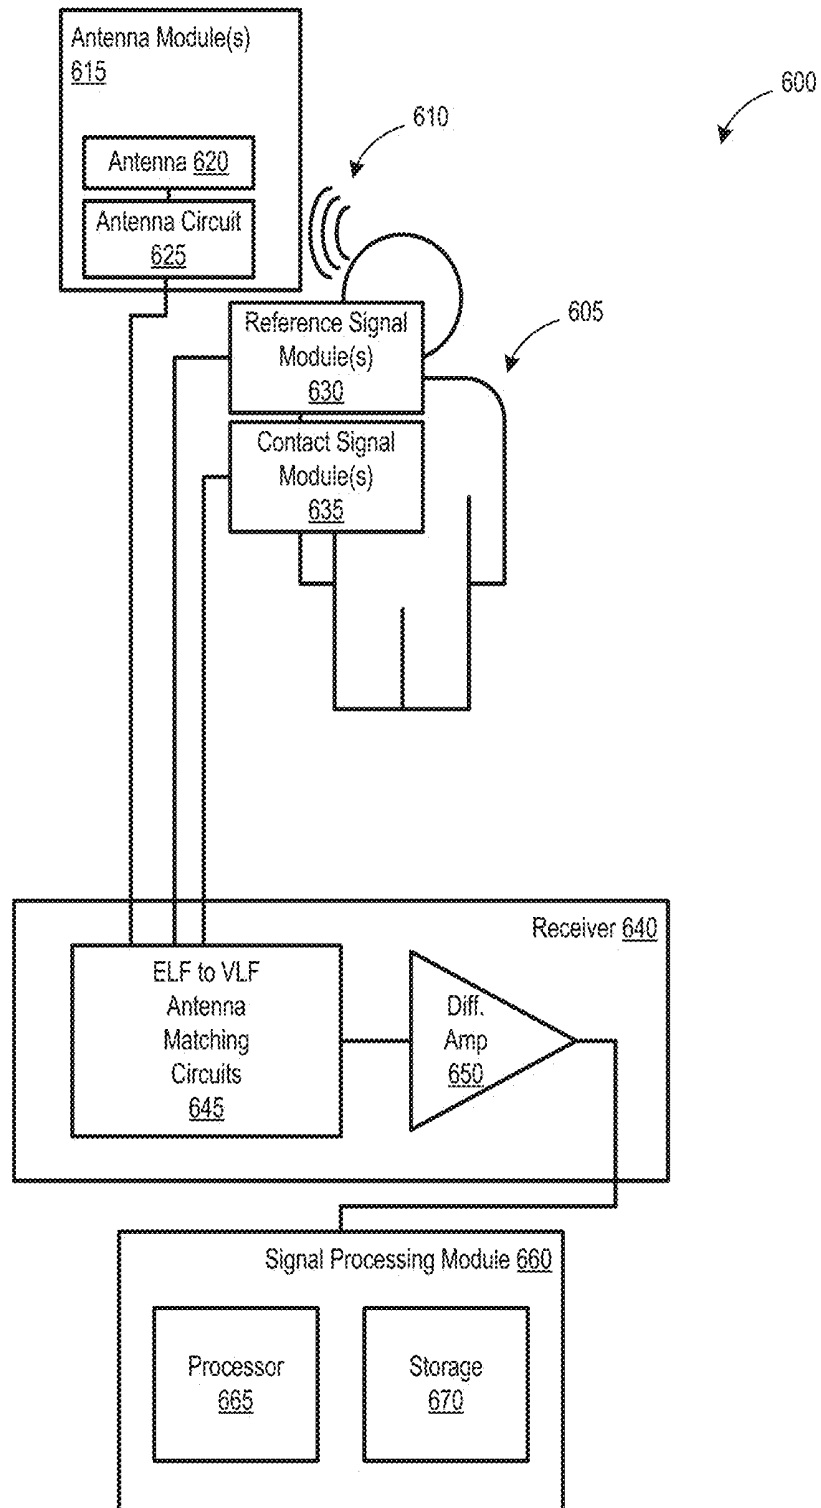 Antenna Module(s)
615
600
610
Antenna 620
Antenna Circuit
625
605
Reference Signal
Module(s)
630
Contact Signal
Module(s)
635
Receiver 640
ELF to VLF
Antenna
Matching
Circuits
645
Diff.
Amp
650
Signal Processing Module 660
Processor
665
Storage
670